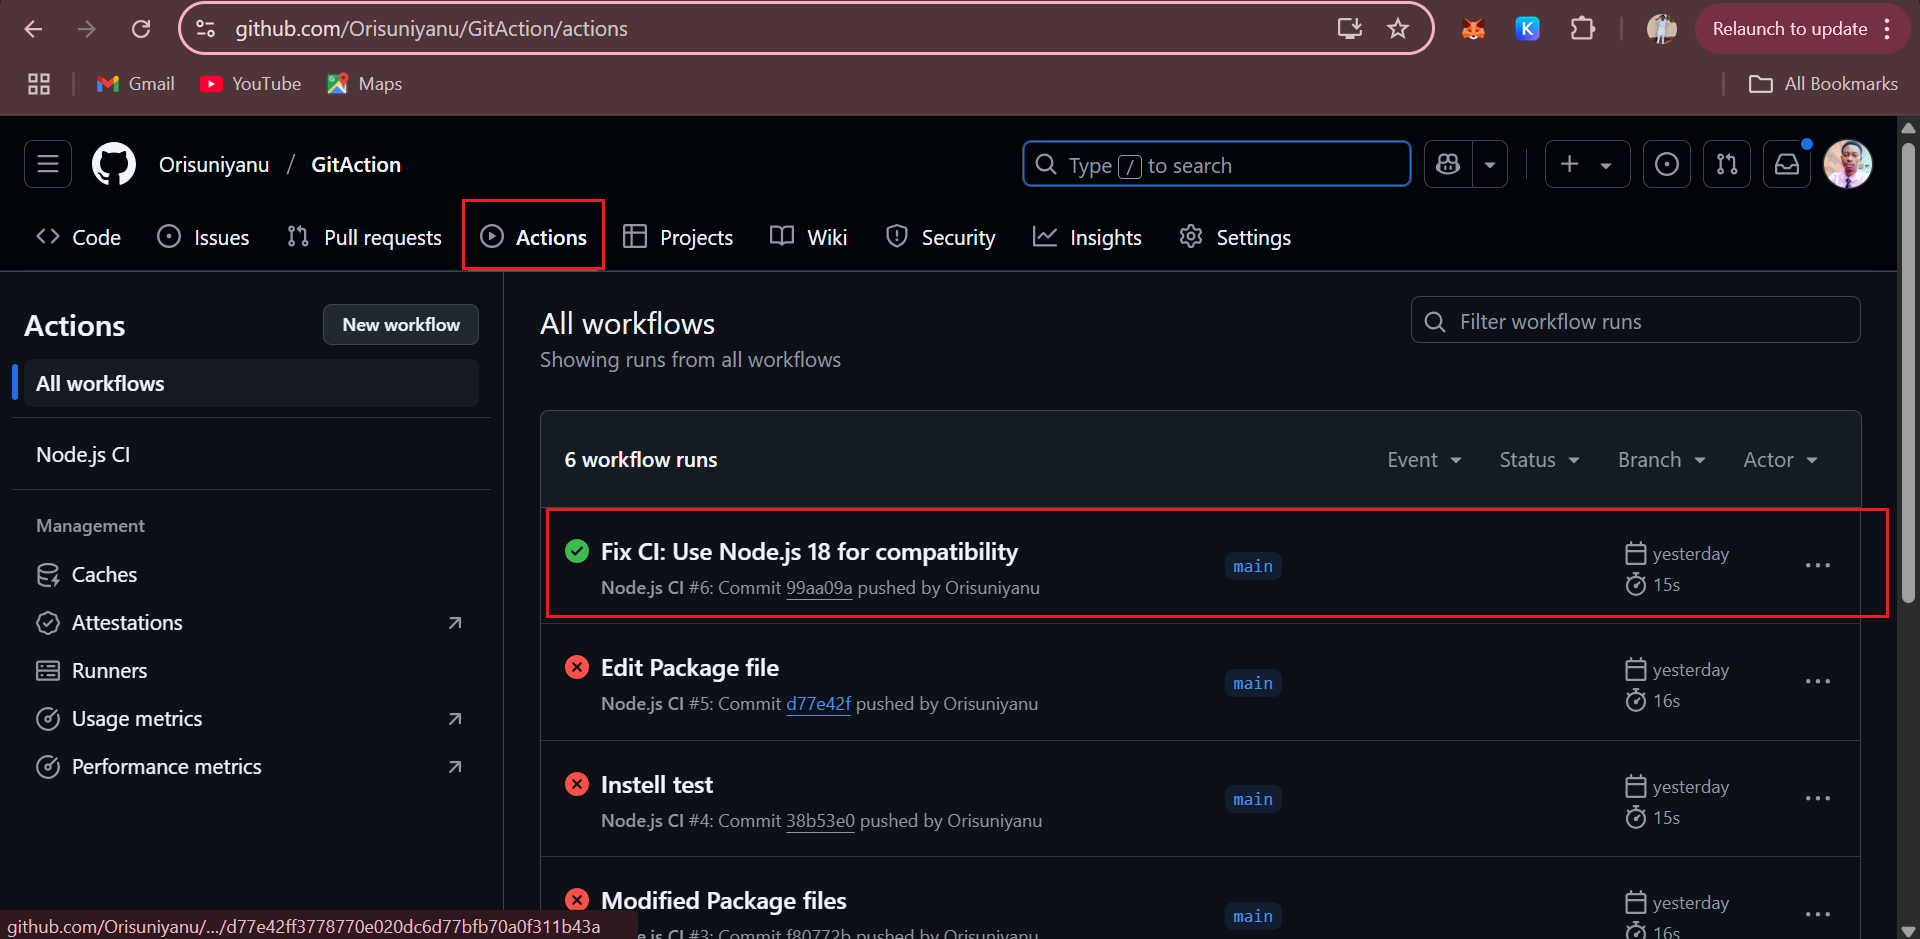 github.com/Orisuniyanu/GitAction/actions
K
Relaunch to update
Gmail
YouTube
Maps
All Bookmarks
Orisuniyanu / GitAction
Type / to search
Code
Issues
Pull requests
Actions
Projects
Wiki
Security
Insights
Settings
Actions
New workflow
All workflows
Node.js CI
Management
Caches
Attestations
Runners
Usage metrics
Performance metrics
All workflows
Showing runs from all workflows
Filter workflow runs
6 workflow runs
Event
Status
Branch
Actor
Fix CI: Use Node.js 18 for compatibility
Node.js CI #6: Commit 99aa09a pushed by Orisuniyanu
main
yesterday
15s
Edit Package file
Node.js CI #5: Commit d77e42f pushed by Orisuniyanu
main
yesterday
16s
Instell test
Node.js CI #4: Commit 38b53e0 pushed by Orisuniyanu
main
yesterday
15s
Modified Package files
js CI #3: Commit f80772b pushed by Orisuniyanu
main
yesterday
16s
github.com/Orisuniyanu/.../d77e42ff3778770e020dc6d77bfb70a0f311b43a